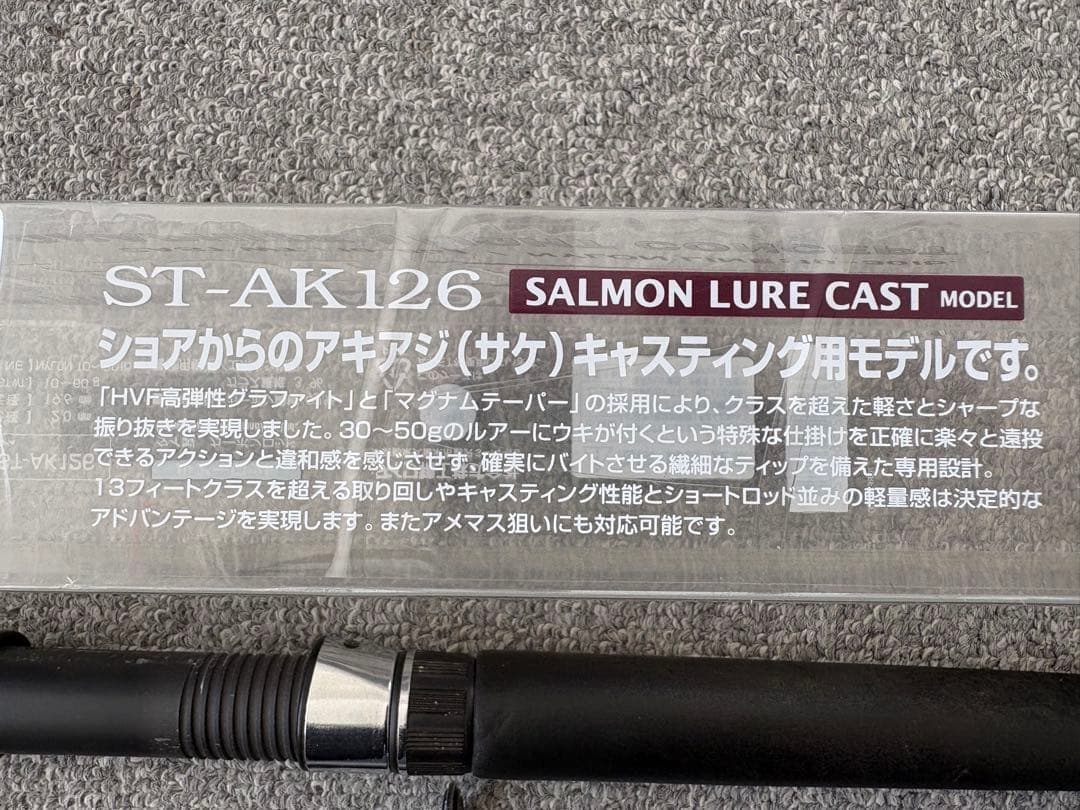 ST-AK126 SALMON LURE CAST MODEL
ショアからのアキアジ(サケ)キャスティング用モデルです。
「HVF高弾性グラファイト」と「マグナムテーパー」の採用により、クラスを超えた軽さとシャープな
振り抜きを実現しました。30〜50gのルアーにウキが付くという特殊な仕掛けを正確に楽々と遠投
できるアクションと違和感を感じさせず、確実にバイトさせる繊細なティップを備えた専用設計。
13フィートクラスを超える取り回しやキャスティング性能とショートロッド並みの軽量感は決定的な
アドバンテージを実現します。またアメマス狙いにも対応可能です。